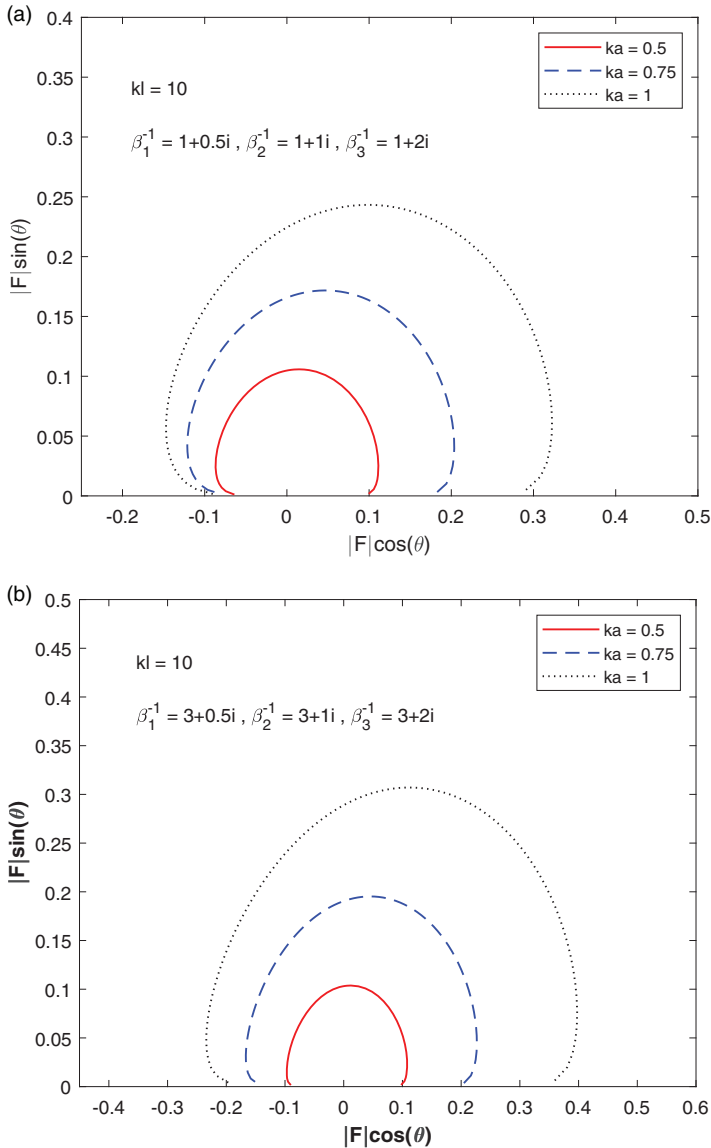 (a)
0.4
0.35
0.3
0.25
0.2
0.15
0.1
0.05
0
|F|sin(θ)
kl = 10
β₁⁻¹ = 1+0.5i , β₂⁻¹ = 1+1i , β₃⁻¹ = 1+2i
ka = 0.5
ka = 0.75
ka = 1
-0.2 -0.1 0 0.1 0.2 0.3 0.4 0.5
|F|cos(θ)
(b)
0.5
0.45
0.4
0.35
0.3
0.25
0.2
0.15
0.1
0.05
0
|F|sin(θ)
kl = 10
β₁⁻¹ = 3+0.5i , β₂⁻¹ = 3+1i , β₃⁻¹ = 3+2i
ka = 0.5
ka = 0.75
ka = 1
-0.4 -0.3 -0.2 -0.1 0 0.1 0.2 0.3 0.4 0.5 0.6
|F|cos(θ)